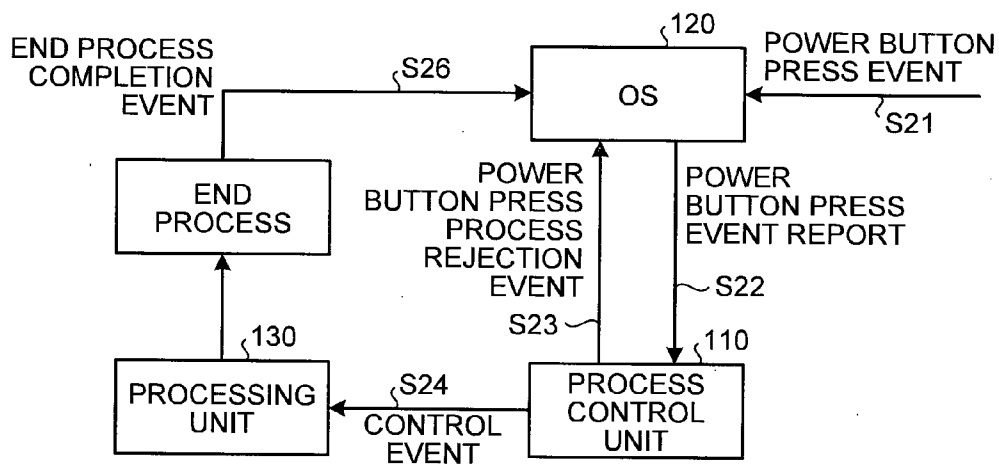 120
END PROCESS
COMPLETION
EVENT
S26
POWER BUTTON
PRESS EVENT
OS
S21
END
PROCESS
POWER
BUTTON PRESS
PROCESS
REJECTION
EVENT
POWER
BUTTON PRESS
EVENT REPORT
S22
S23
130
110
PROCESSING
UNIT
S24
CONTROL
EVENT
PROCESS
CONTROL
UNIT